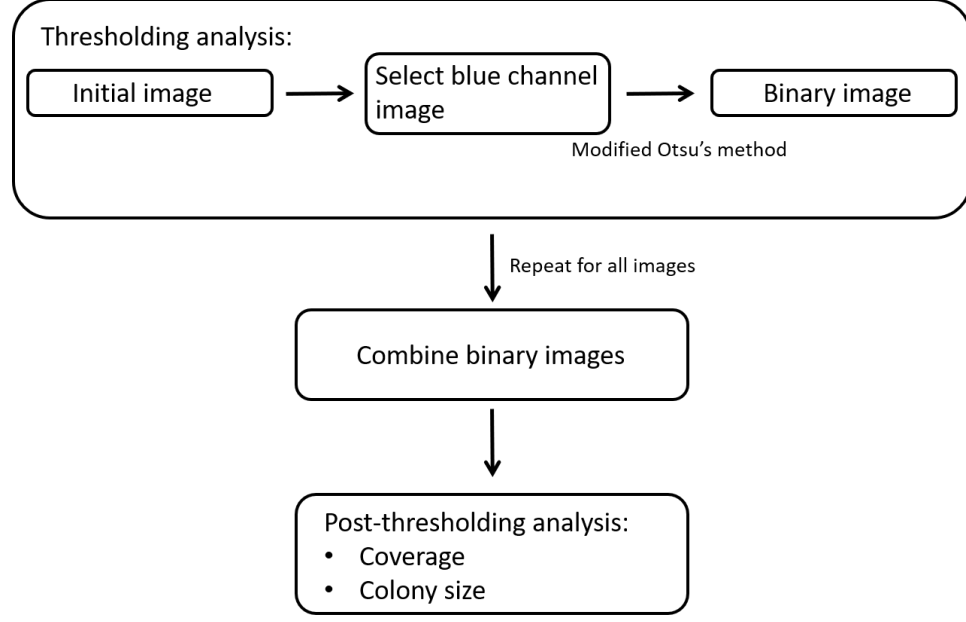 Thresholding analysis:
Initial image
Select blue channel
image
Binary image
Modified Otsu's method
Repeat for all images
Combine binary images
Post-thresholding analysis:
• Coverage
• Colony size